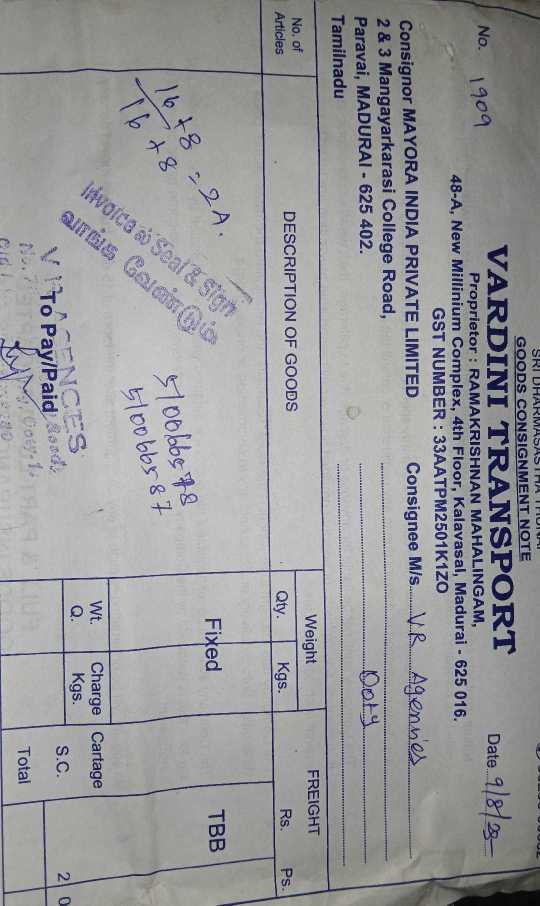 SRI DHARMASASTHA THUNAI
GOODS CONSIGNMENT NOTE
VARDINI TRANSPORT
Proprietor : RAMAKRISHNAN MAHALINGAM,
48-A, New Millinium Complex, 4th Floor, Kalavasal, Madurai - 625 016.
GST NUMBER : 33AATPM2501K1ZO
No. 1909
Date 9/8/25
Consignor MAYORA INDIA PRIVATE LIMITED
2 & 3 Mangayarkarasi College Road,
Paravai, MADURAI - 625 402.
Tamilnadu
Consignee M/s. V.R Agencies
Ooty
No. of Articles
DESCRIPTION OF GOODS
Weight
Qty. Kgs.
FREIGHT
Rs. Ps.
16 + 8 = 24.
16 + 8
Invoice ல் Seal & Sign
வாங்க வேண்டும்
Fixed
TBB
Wt. Q.
Charge Kgs.
Cartage
S.C. 20
Total
AGENCES
To Pay/Paid